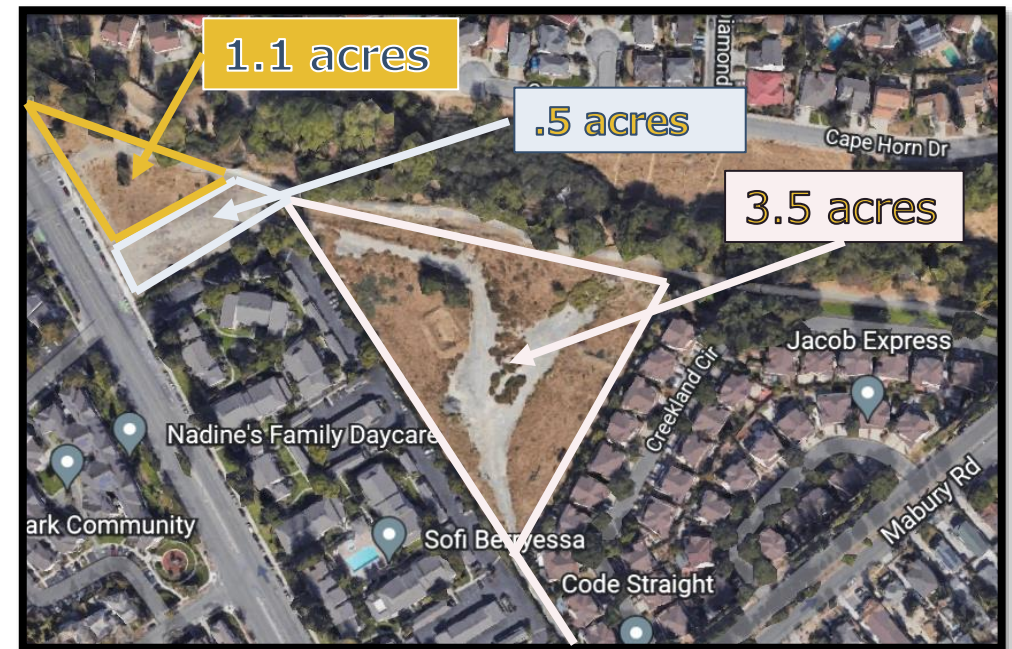 1.1 acres
iamond
.5 acres
Cape Horn Dr
3.5 acres
Jacob Express
Creekland Cir
Nadine's Family Daycare
Mabury Rd
ark Community
Sofi Berryessa
Code Straight